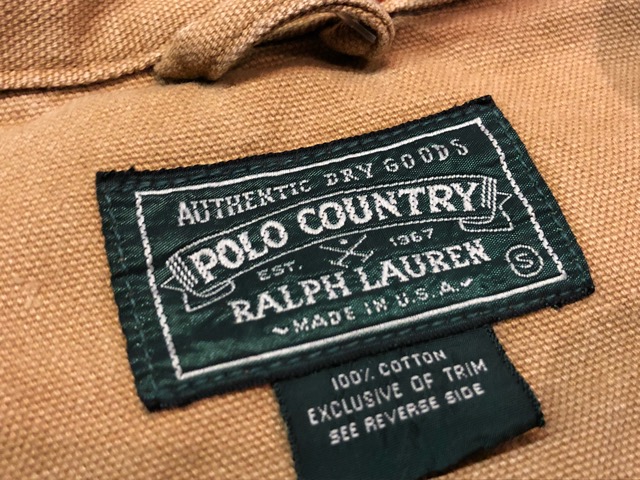 AUTHENTIC DRY GOODS
POLO COUNTRY
EST. 1967
RALPH LAUREN
MADE IN U.S.A.
S
100% COTTON
EXCLUSIVE OF TRIM
SEE REVERSE SIDE